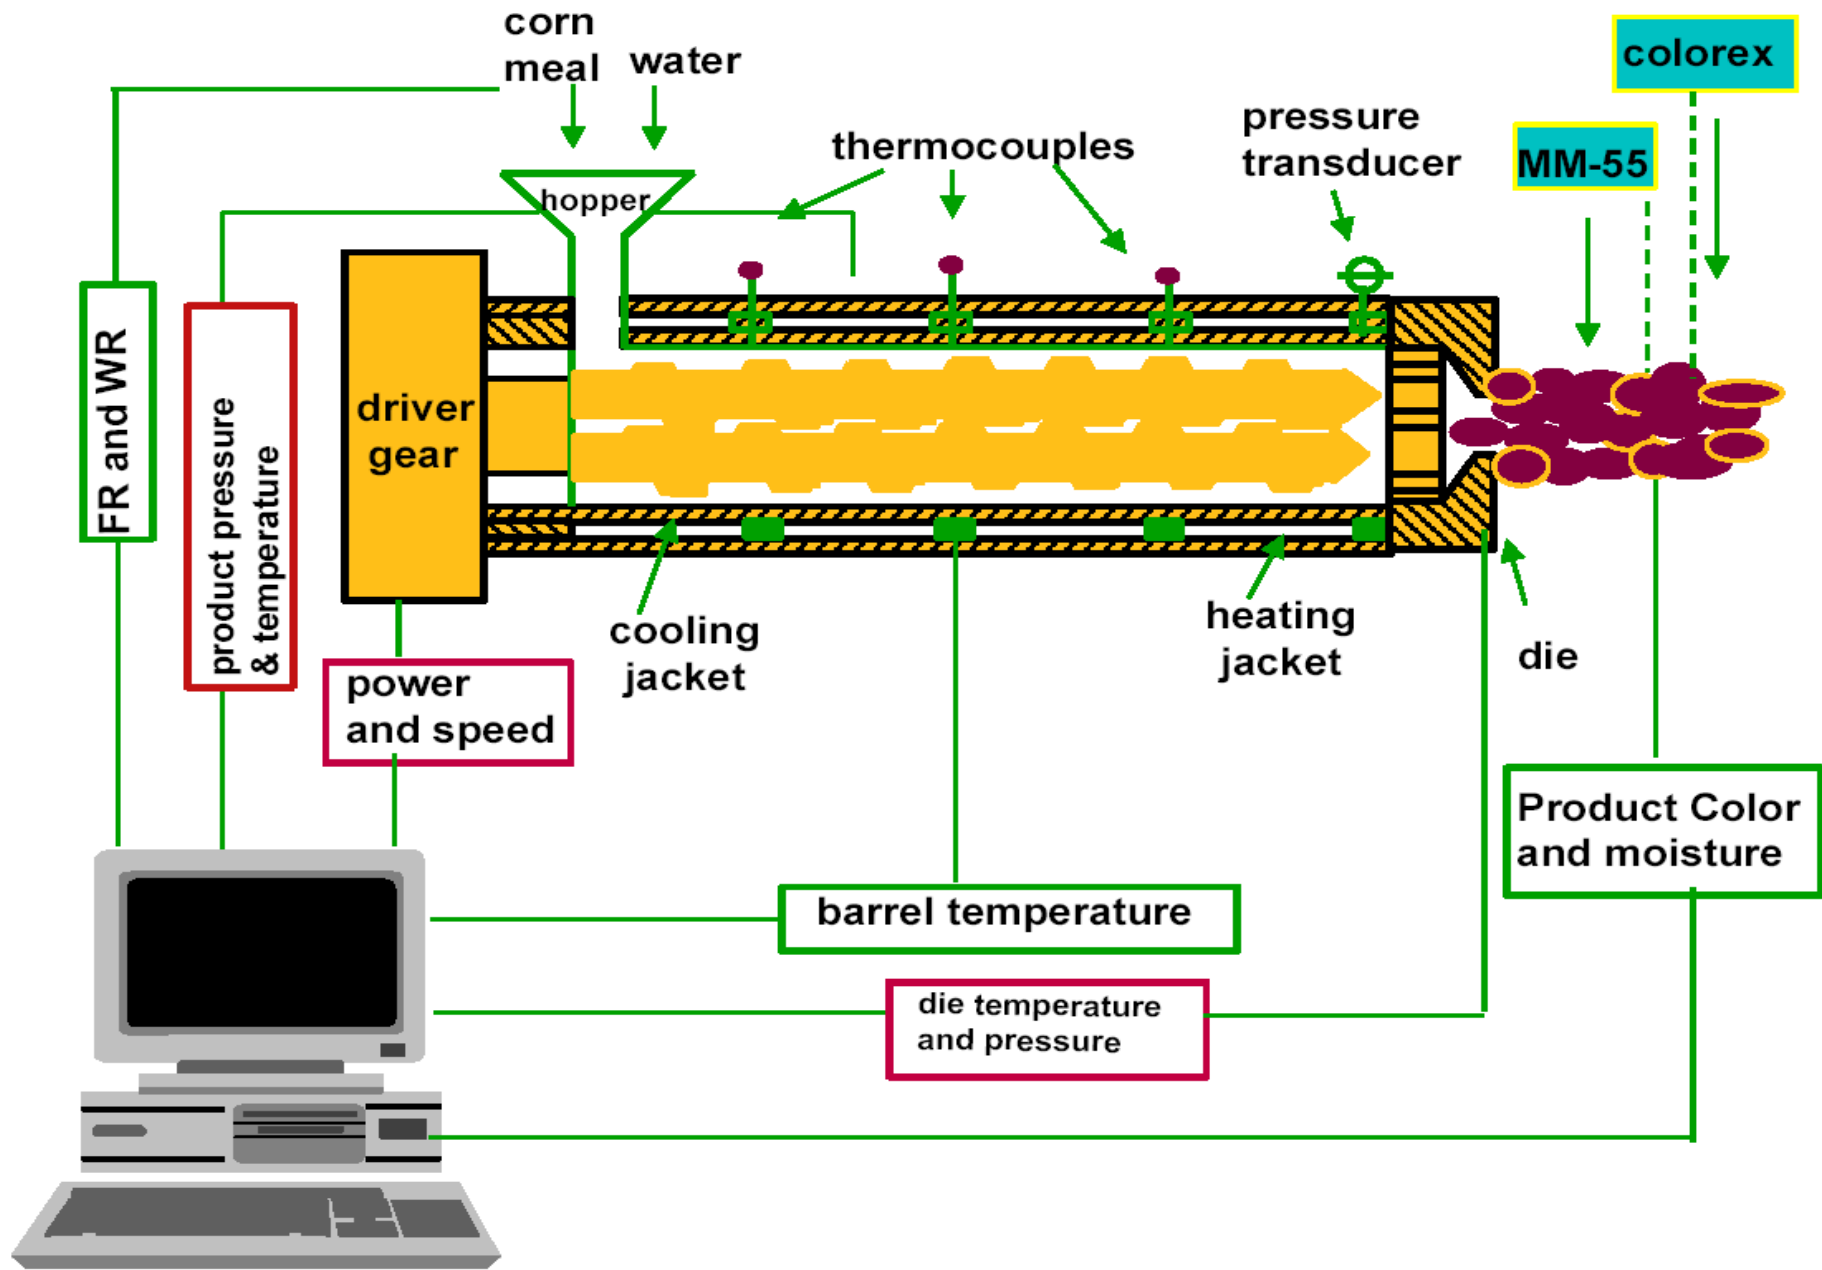 corn
meal
water
colorex
pressure
transducer
thermocouples
MM-55
hopper
FR and WR
product pressure
& temperature
driver
gear
cooling
jacket
heating
jacket
die
power
and speed
Product Color
and moisture
barrel temperature
die temperature
and pressure